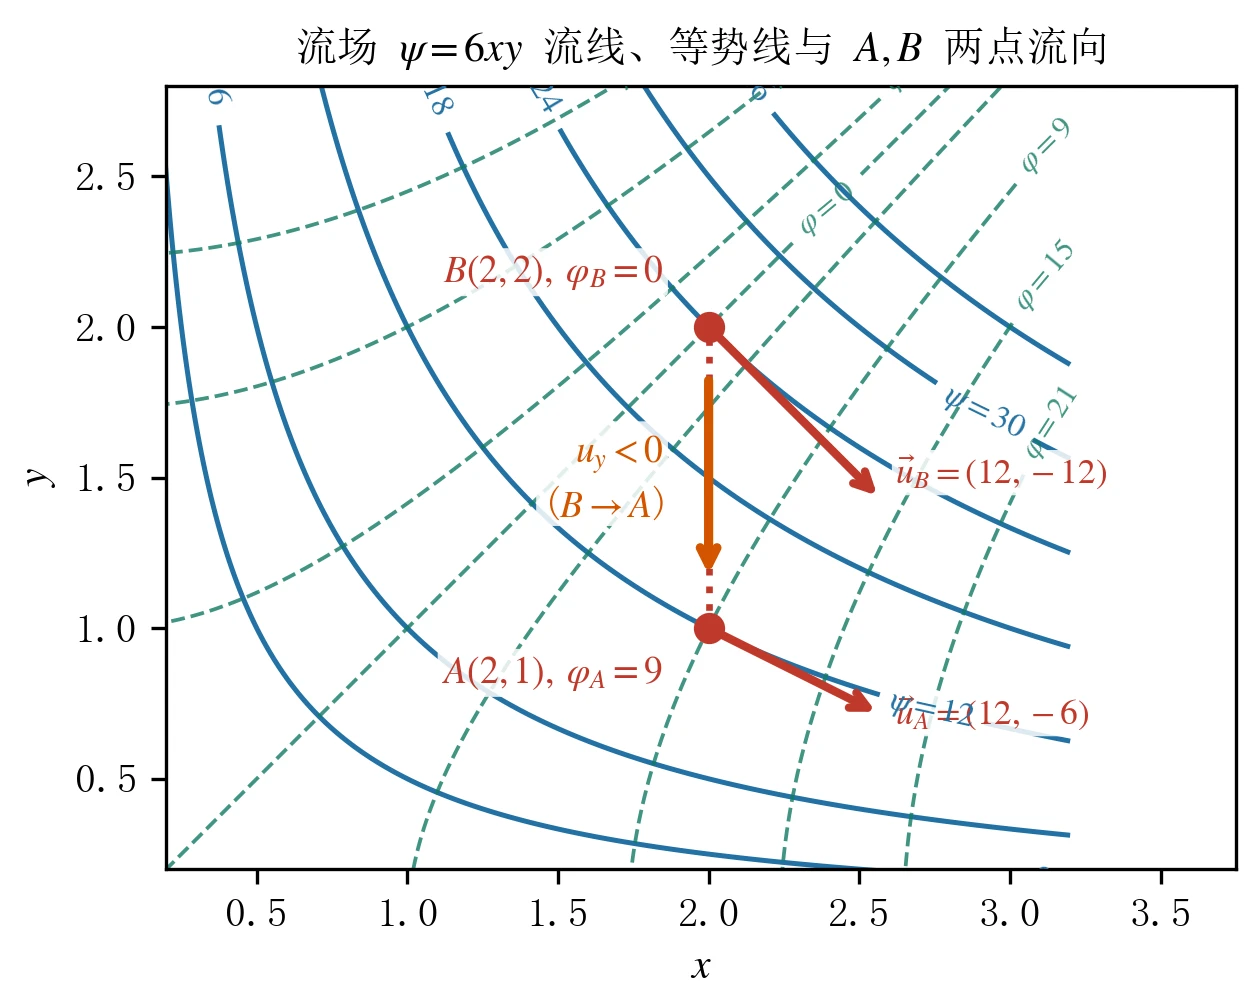 流场 ψ=6xy 流线、等势线与 A,B 两点流向
6
18
24
φ=9
φ=0
B(2,2), φ_B=0
φ=15
ψ=30
φ=21
u_y<0
(B→A)
u⃗_B=(12,−12)
A(2,1), φ_A=9
ψ=12
u⃗_A=(12,−6)
y
2.5
2.0
1.5
1.0
0.5
0.5 1.0 1.5 2.0 2.5 3.0 3.5
x